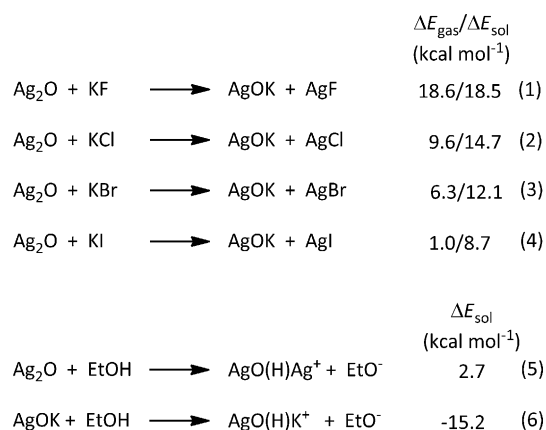 ΔE_gas/ΔE_sol
(kcal mol⁻¹)
Ag₂O + KF ⟶ AgOK + AgF 18.6/18.5 (1)
Ag₂O + KCl ⟶ AgOK + AgCl 9.6/14.7 (2)
Ag₂O + KBr ⟶ AgOK + AgBr 6.3/12.1 (3)
Ag₂O + KI ⟶ AgOK + AgI 1.0/8.7 (4)
ΔE_sol
(kcal mol⁻¹)
Ag₂O + EtOH ⟶ AgO(H)Ag⁺ + EtO⁻ 2.7 (5)
AgOK + EtOH ⟶ AgO(H)K⁺ + EtO⁻ -15.2 (6)